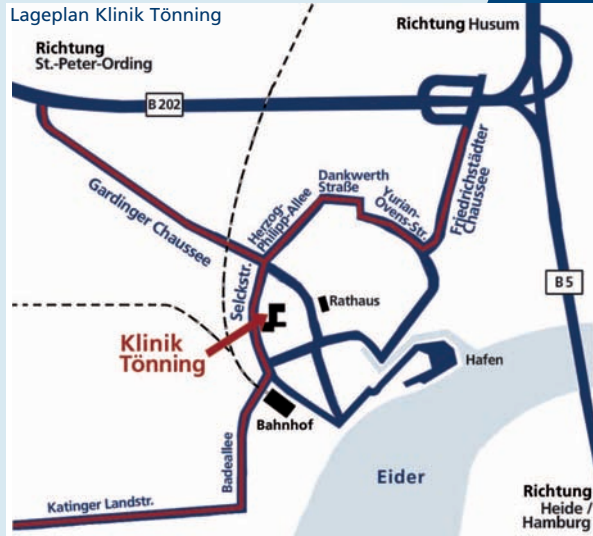 Lageplan Klinik Tönning
Richtung
St.-Peter-Ording
Richtung Husum
B 202
Gardinger Chaussee
Herzog-
Philipp-Allee
Dankwerth
Straße
Yurian-
Ovens-Str.
Friedrichstädter
Chaussee
Selckstr.
Rathaus
B 5
Klinik
Tönning
Hafen
Bahnhof
Badeallee
Eider
Katinger Landstr.
Richtung
Heide /
Hamburg